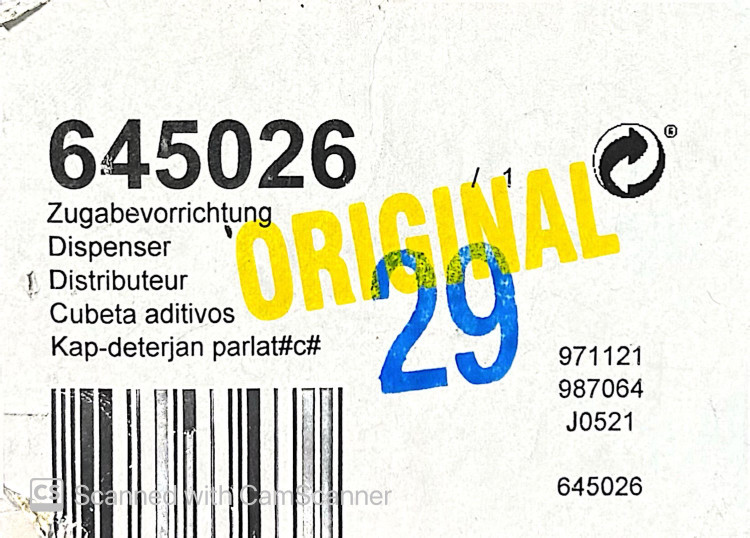 645026
/ 1
®
Zugabevorrichtung
Dispenser
Distributeur
Cubeta aditivos
Kap-deterjan parlat#c#
ORIGINAL
29
971121
987064
J0521
645026
CS Scanned with CamScanner